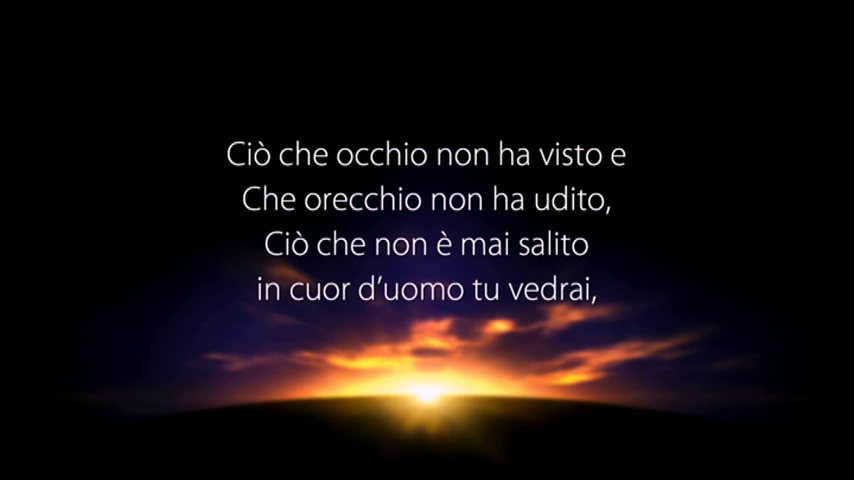 Ciò che occhio non ha visto e
Che orecchio non ha udito,
Ciò che non è mai salito
in cuor d’uomo tu vedrai,